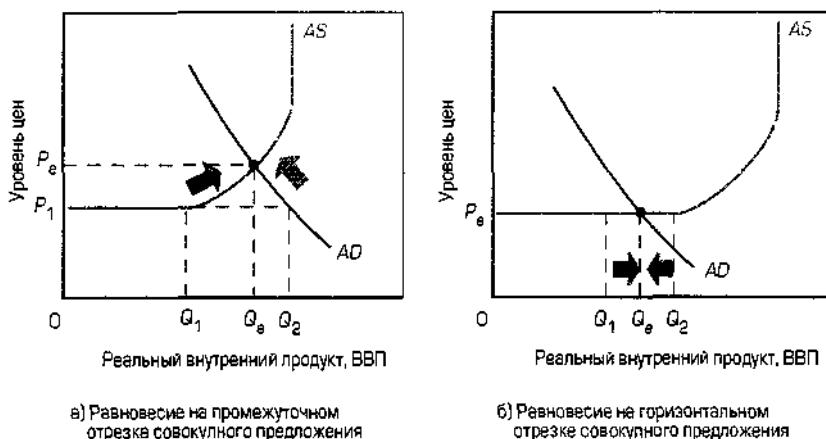 AS
Уровень цен
Pe
P1
AD
0
Q1
Qe
Q2
Реальный внутренний продукт, ВВП
а) Равновесие на промежуточном
отрезка совокупного предложения
AS
Уровень цен
Pe
AD
0
Q1
Qe
Q2
Реальный внутренний продукт, ВВП
б) Равновесие на горизонтальном
отрезке совокупного предложения